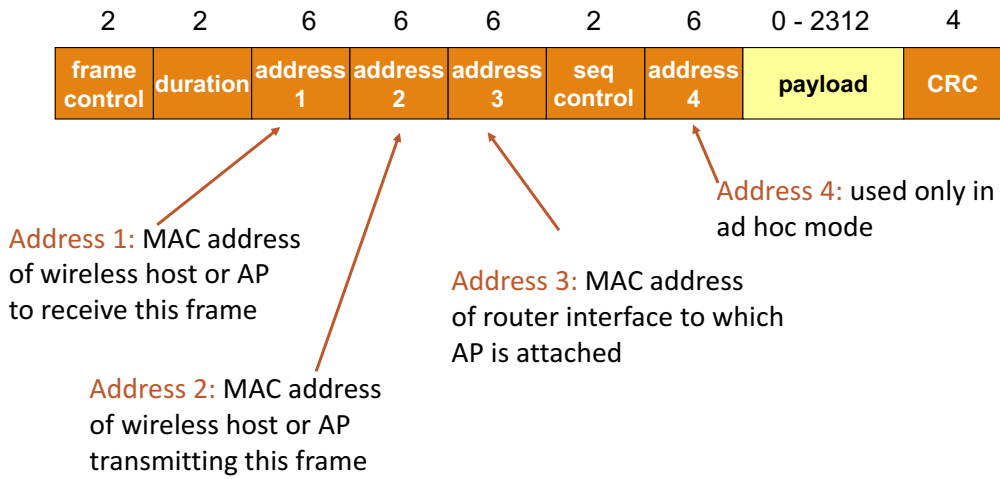 2 2 6 6 6 2 6 0 - 2312 4
frame control duration address 1 address 2 address 3 seq control address 4 payload CRC
Address 1: MAC address
of wireless host or AP
to receive this frame
Address 2: MAC address
of wireless host or AP
transmitting this frame
Address 3: MAC address
of router interface to which
AP is attached
Address 4: used only in
ad hoc mode